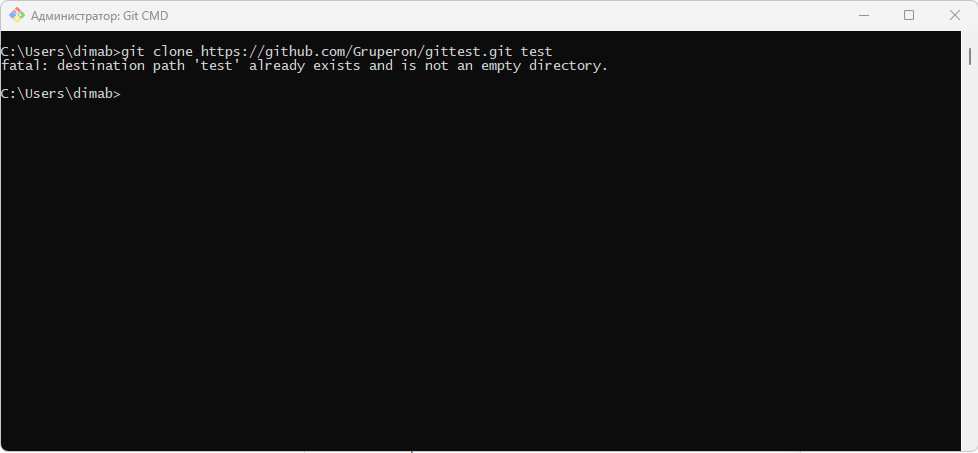 Администратор: Git CMD
C:\Users\dimab>git clone https://github.com/Gruperon/gittest.git test
fatal: destination path 'test' already exists and is not an empty directory.
C:\Users\dimab>